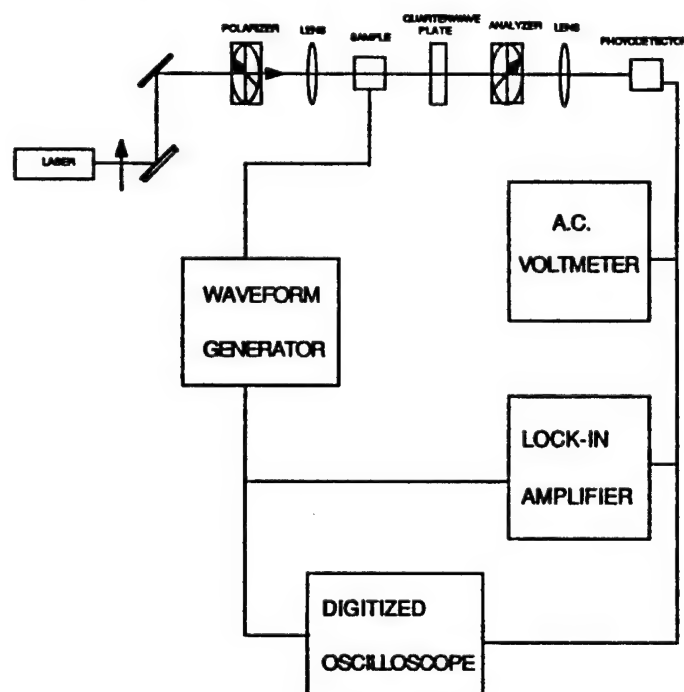 POLARIZER
LENS
SAMPLE
QUARTERWAVE
PLATE
ANALYZER
LENS
PHOTODETECTOR
LASER
A.C.
VOLTMETER
WAVEFORM
GENERATOR
LOCK-IN
AMPLIFIER
DIGITIZED
OSCILLOSCOPE